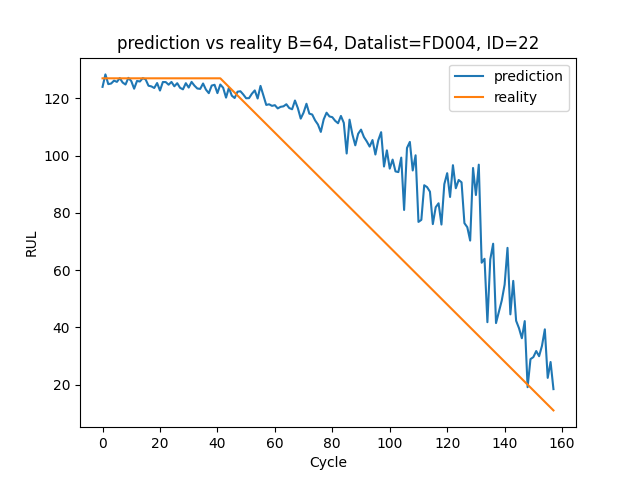 prediction vs reality B=64, Datalist=FD004, ID=22
prediction
reality
RUL
120
100
80
60
40
20
0 20 40 60 80 100 120 140 160
Cycle